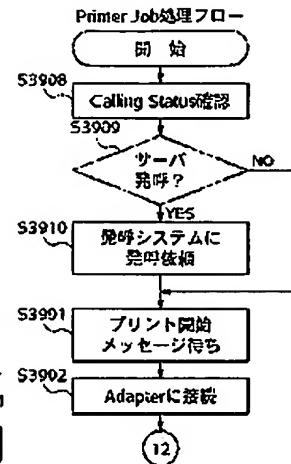 Primer Job処理フロー
開 始
S3908
Calling Status確認
S3909
サーバ
発呼？
NO
YES
S3910
発呼システムに
発呼依頼
S3901
プリント開始
メッセージ待ち
S3902
Adapterに接続
12